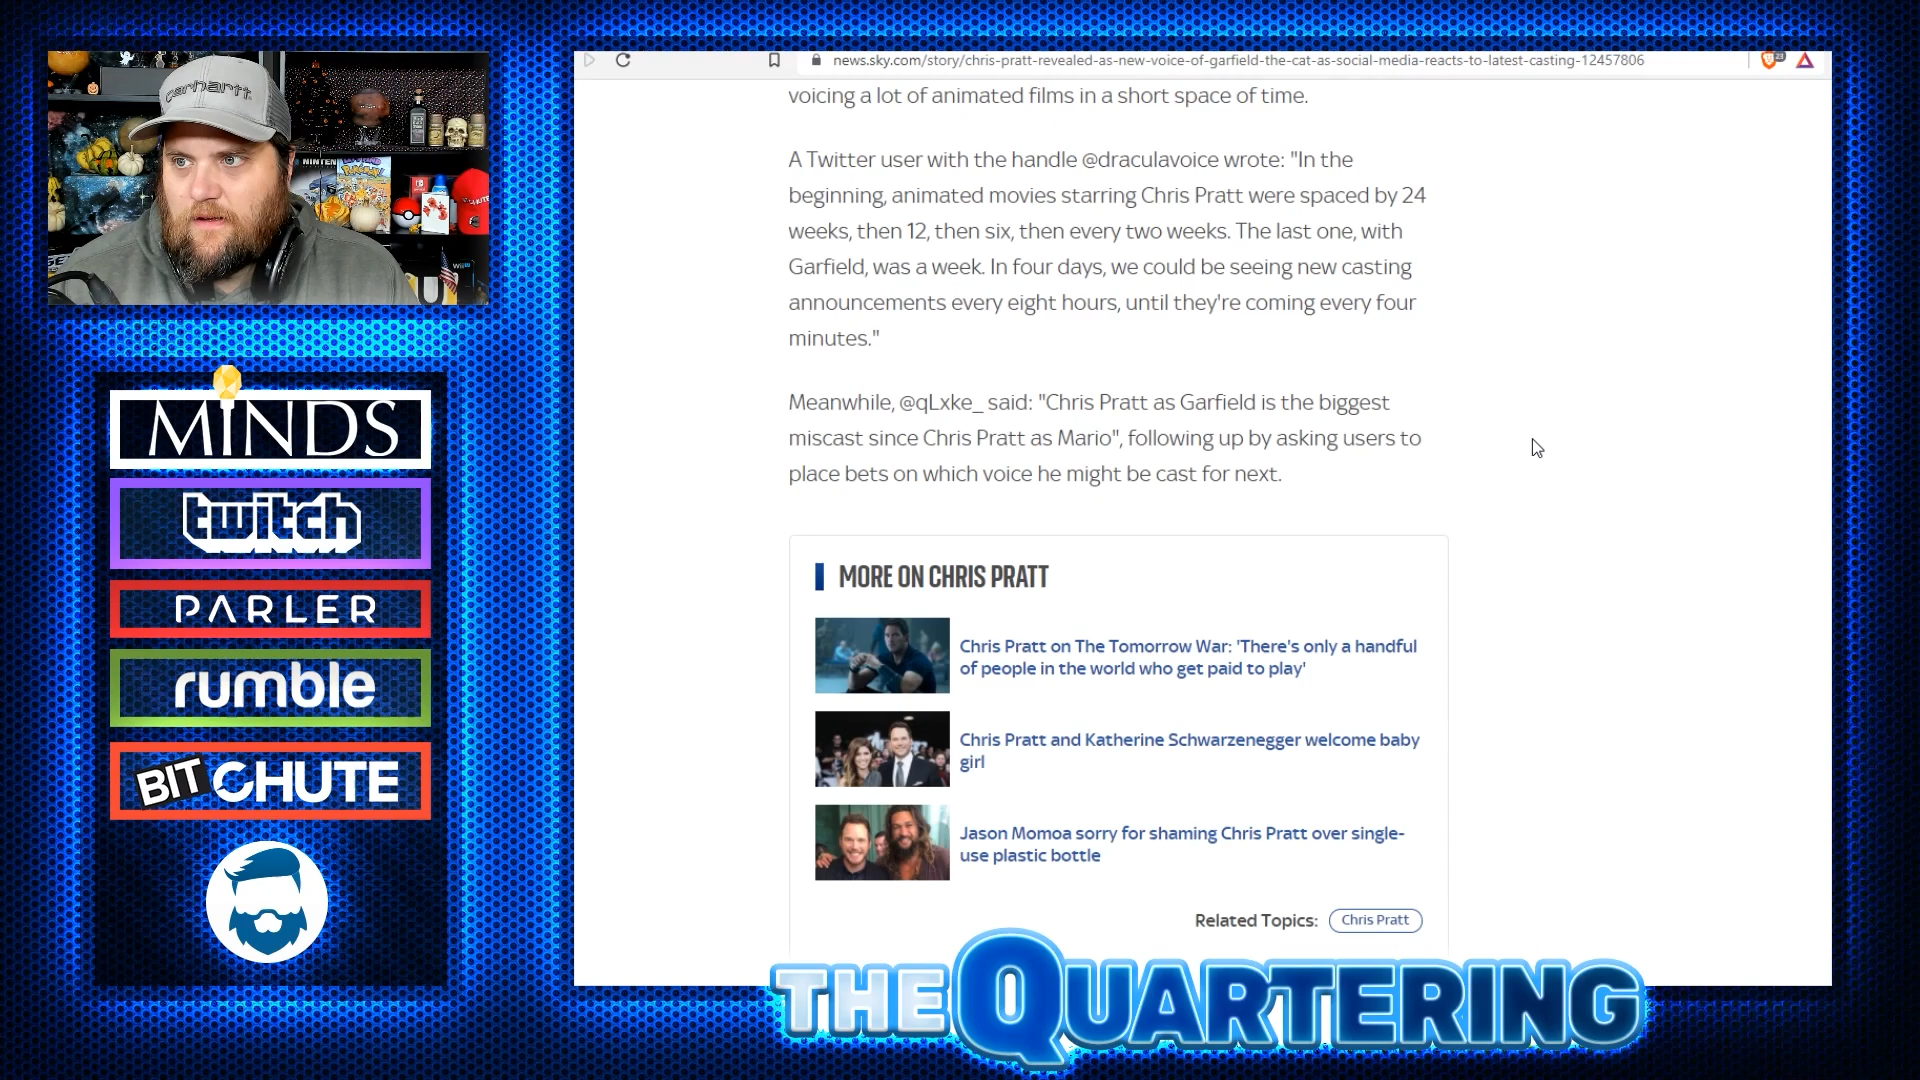 carhartt
NINTEN
POKéMON
MINDS
twitch
PARLER
rumble
BITCHUTE
news.sky.com/story/chris-pratt-revealed-as-new-voice-of-garfield-the-cat-as-social-media-reacts-to-latest-casting-12457806
voicing a lot of animated films in a short space of time.
A Twitter user with the handle @draculavoice wrote: "In the
beginning, animated movies starring Chris Pratt were spaced by 24
weeks, then 12, then six, then every two weeks. The last one, with
Garfield, was a week. In four days, we could be seeing new casting
announcements every eight hours, until they're coming every four
minutes."
Meanwhile, @qLxke_ said: "Chris Pratt as Garfield is the biggest
miscast since Chris Pratt as Mario", following up by asking users to
place bets on which voice he might be cast for next.
MORE ON CHRIS PRATT
Chris Pratt on The Tomorrow War: 'There's only a handful
of people in the world who get paid to play'
Chris Pratt and Katherine Schwarzenegger welcome baby
girl
Jason Momoa sorry for shaming Chris Pratt over single-
use plastic bottle
Related Topics: Chris Pratt
THE QUARTERING